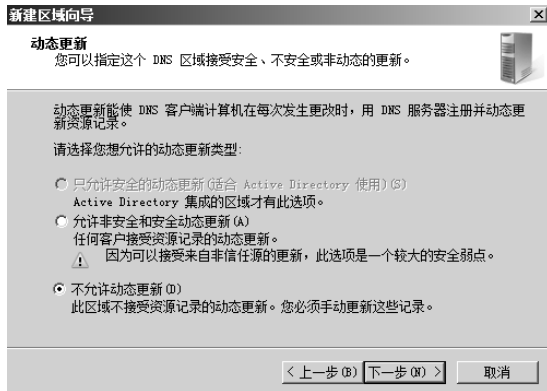 新建区域向导
动态更新
您可以指定这个 DNS 区域接受安全、不安全或非动态的更新。
动态更新能使 DNS 客户端计算机在每次发生更改时，用 DNS 服务器注册并动态更
新资源记录。
请选择您想允许的动态更新类型:
只允许安全的动态更新(适合 Active Directory 使用)(S)
Active Directory 集成的区域才有此选项。
允许非安全和安全动态更新(A)
任何客户接受资源记录的动态更新。
因为可以接受来自非信任源的更新，此选项是一个较大的安全弱点。
不允许动态更新(D)
此区域不接受资源记录的动态更新。您必须手动更新这些记录。
< 上一步(B) 下一步(N) > 取消